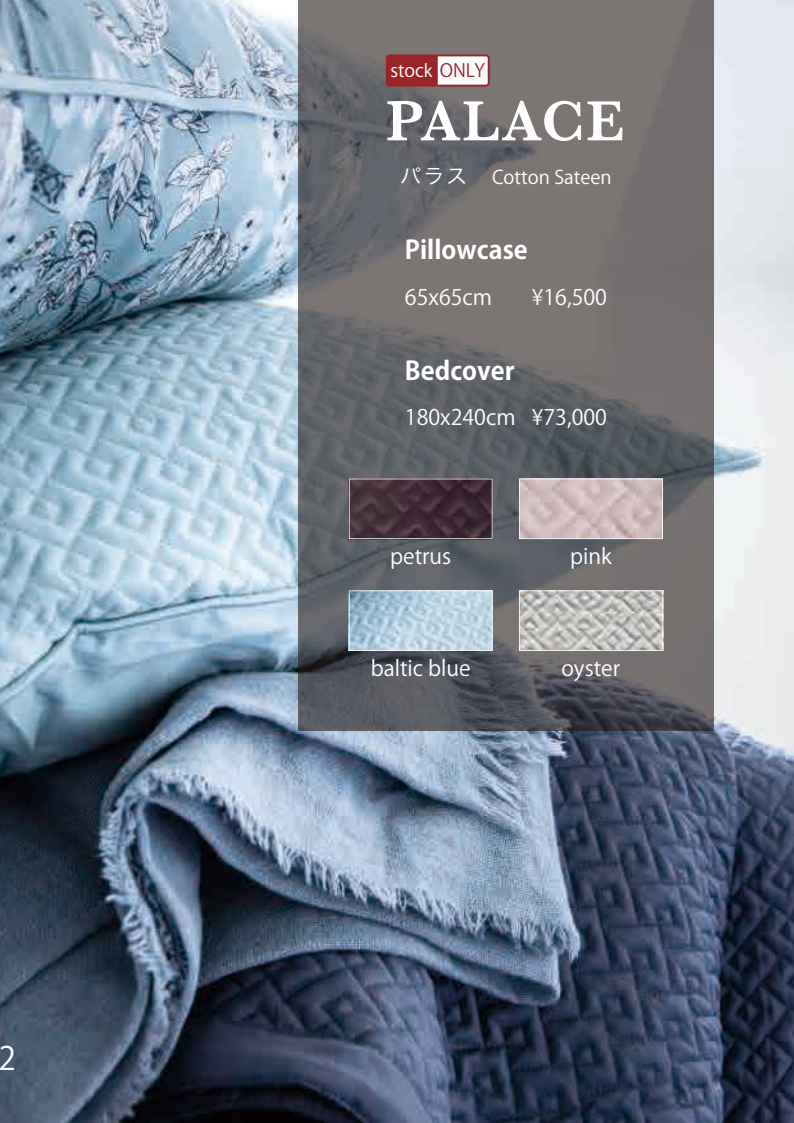 stock ONLY
PALACE
パラス Cotton Sateen
Pillowcase
65x65cm ¥16,500
Bedcover
180x240cm ¥73,000
petrus pink
baltic blue oyster
2